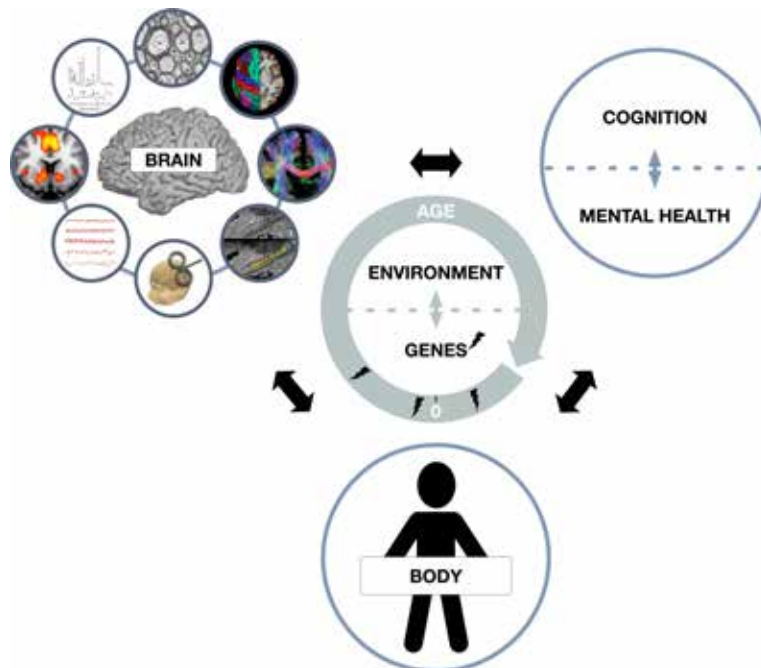 BRAIN
COGNITION
MENTAL HEALTH
AGE
ENVIRONMENT
GENES
0
BODY